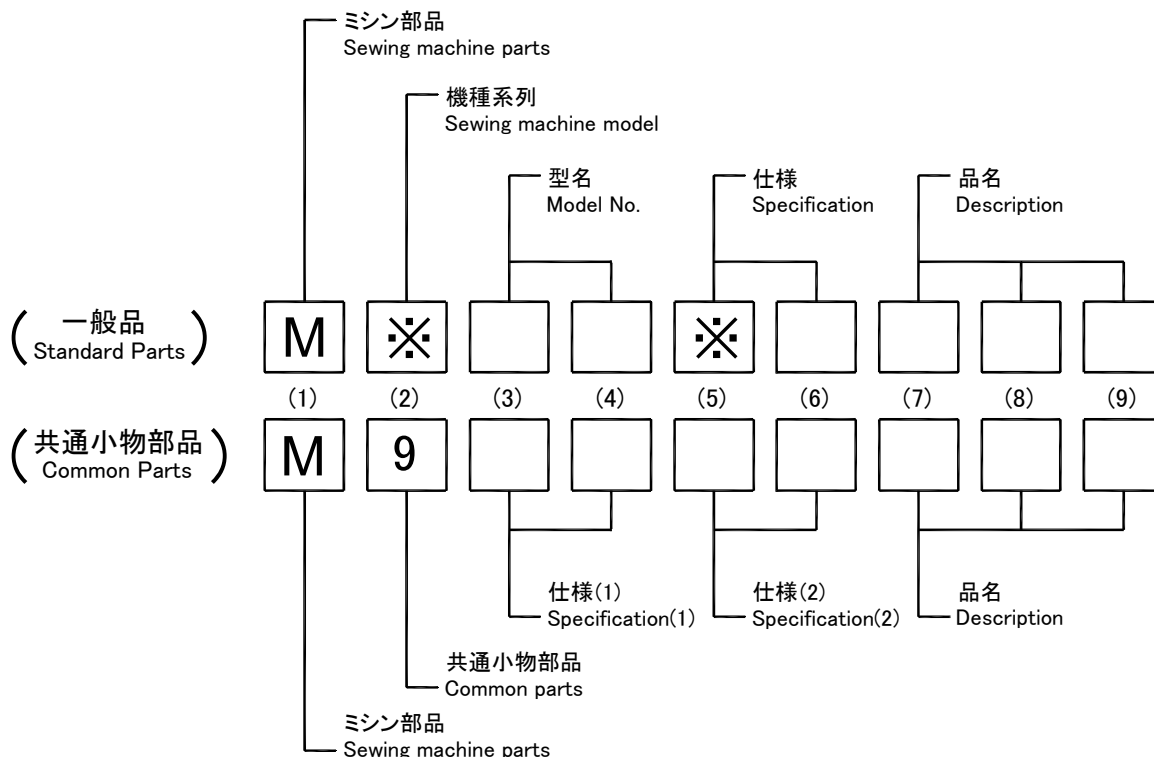 ミシン部品
Sewing machine parts
機種系列
Sewing machine model
型名
Model No.
仕様
Specification
品名
Description
(一般品
Standard Parts)
M ※ ※
(1) (2) (3) (4) (5) (6) (7) (8) (9)
(共通小物部品
Common Parts)
M 9
仕様(1)
Specification(1)
仕様(2)
Specification(2)
品名
Description
共通小物部品
Common parts
ミシン部品
Sewing machine parts